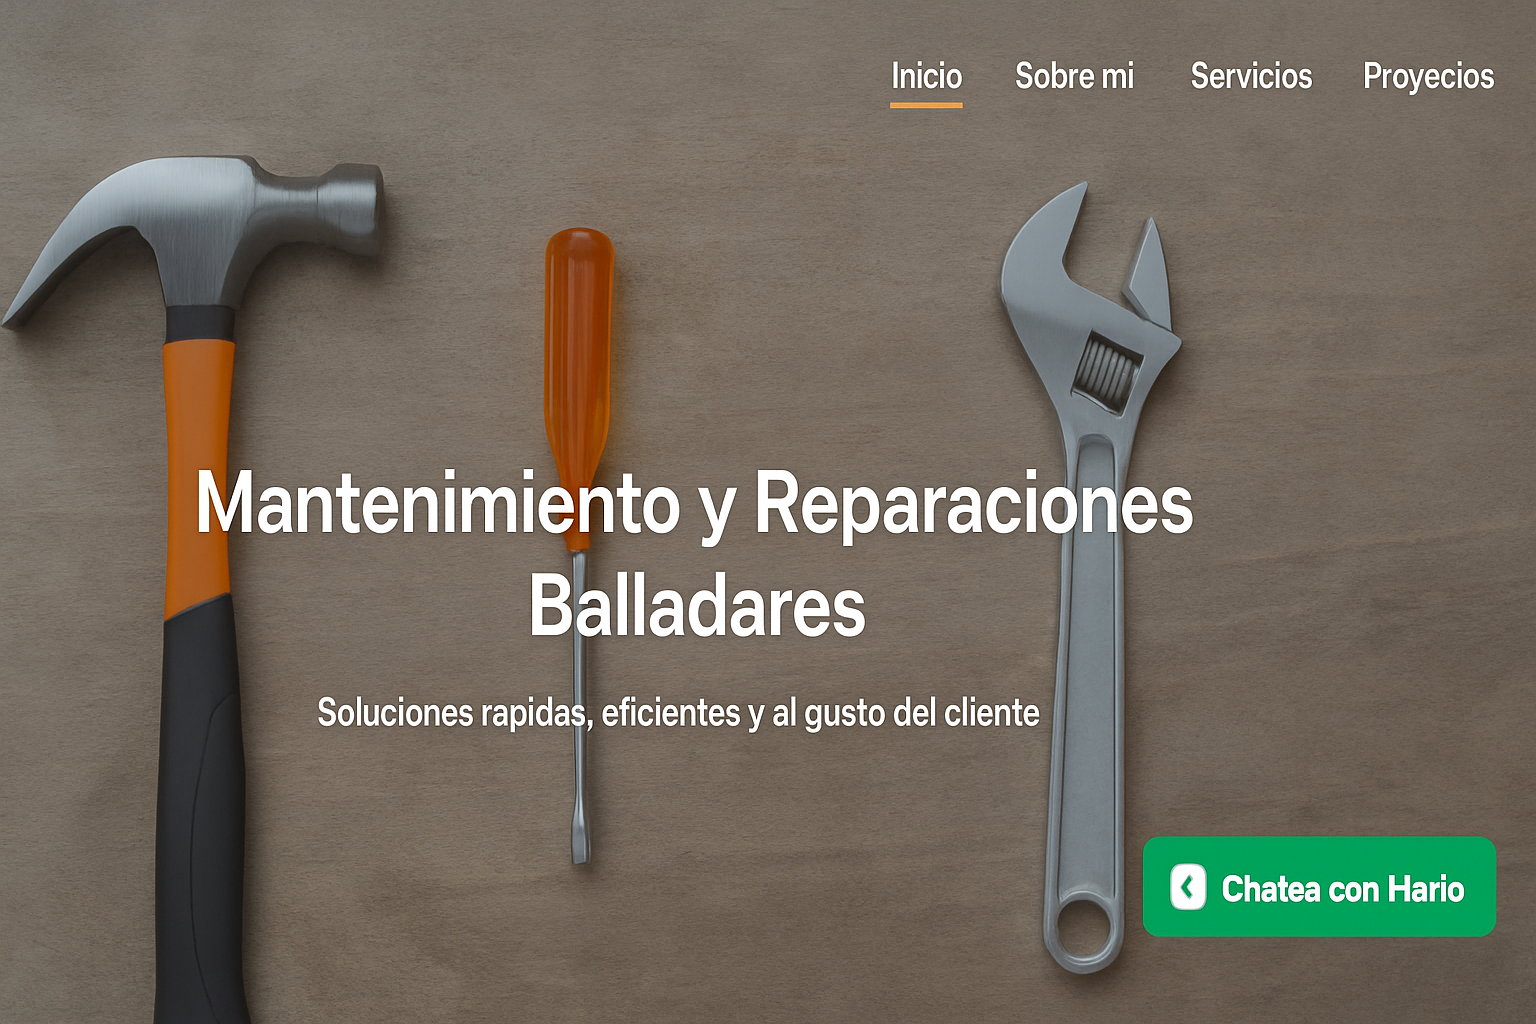 Inicio Sobre mi Servicios Proyecios
Mantenimiento y Reparaciones
Balladares
Soluciones rapidas, eficientes y al gusto del cliente
Chatea con Hario